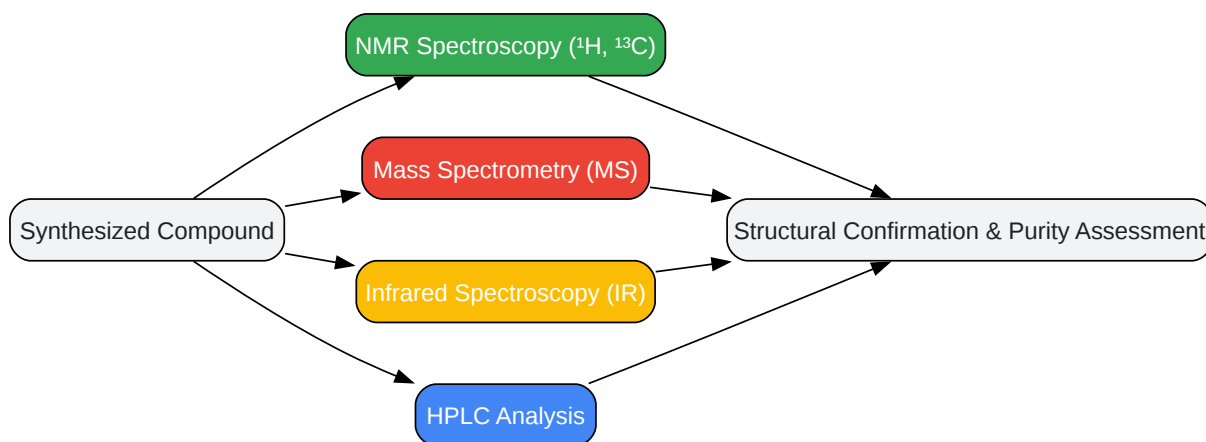 NMR Spectroscopy (¹H, ¹³C)
Mass Spectrometry (MS)
Synthesized Compound
Structural Confirmation & Purity Assessment
Infrared Spectroscopy (IR)
HPLC Analysis